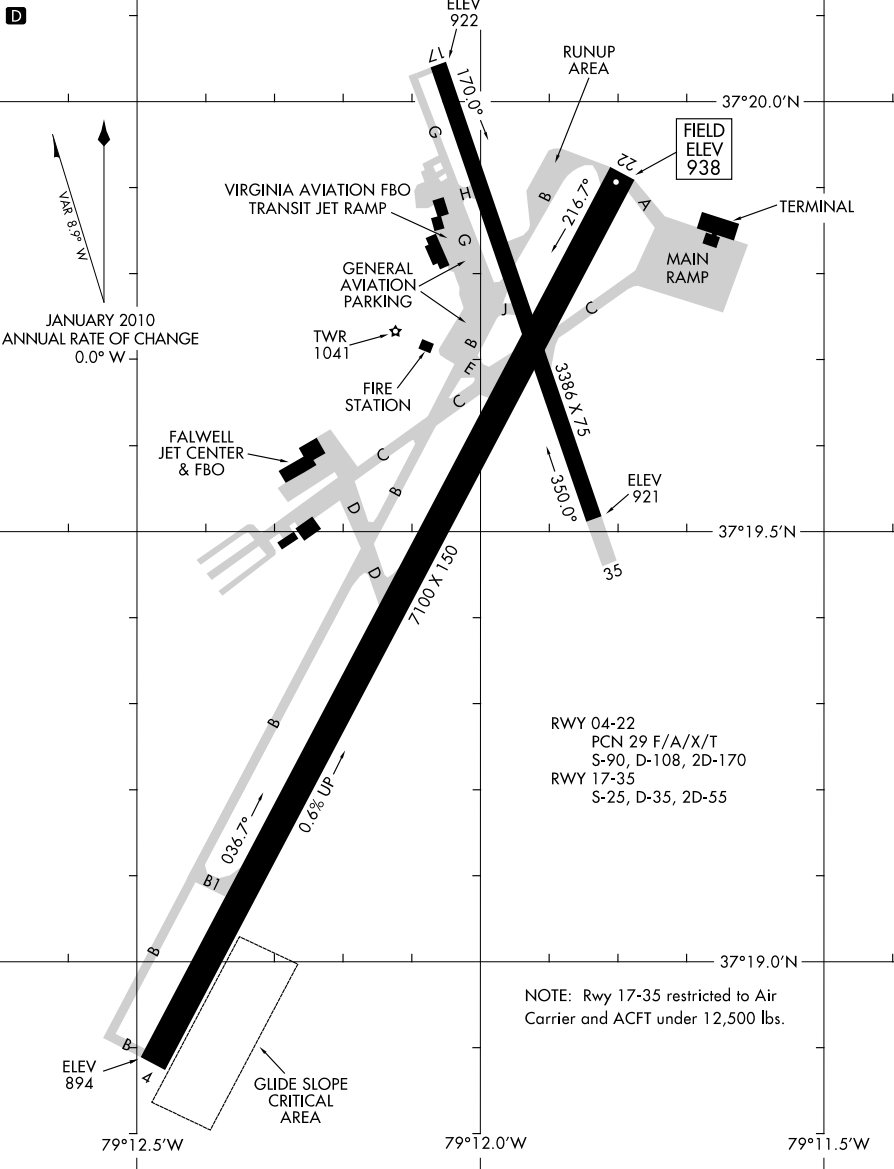 D
ELEV
922
17
170.0°
RUNUP
AREA
37°20.0'N
FIELD
ELEV
938
22
G
VIRGINIA AVIATION FBO
TRANSIT JET RAMP
H
B
216.7°
A
TERMINAL
VAR 8.9° W
G
MAIN
RAMP
GENERAL
AVIATION
PARKING
JANUARY 2010
ANNUAL RATE OF CHANGE
0.0° W
J
C
TWR
1041
B
E
FIRE
STATION
C
3386 X 75
FALWELL
JET CENTER
& FBO
C
B
D
350.0°
ELEV
921
37°19.5'N
D
35
7100 X 150
B
RWY 04-22
PCN 29 F/A/X/T
S-90, D-108, 2D-170
RWY 17-35
S-25, D-35, 2D-55
036.7°
0.6% UP
B1
B
37°19.0'N
NOTE: Rwy 17-35 restricted to Air
Carrier and ACFT under 12,500 lbs.
B
ELEV
894
4
GLIDE SLOPE
CRITICAL
AREA
79°12.5'W
79°12.0'W
79°11.5'W